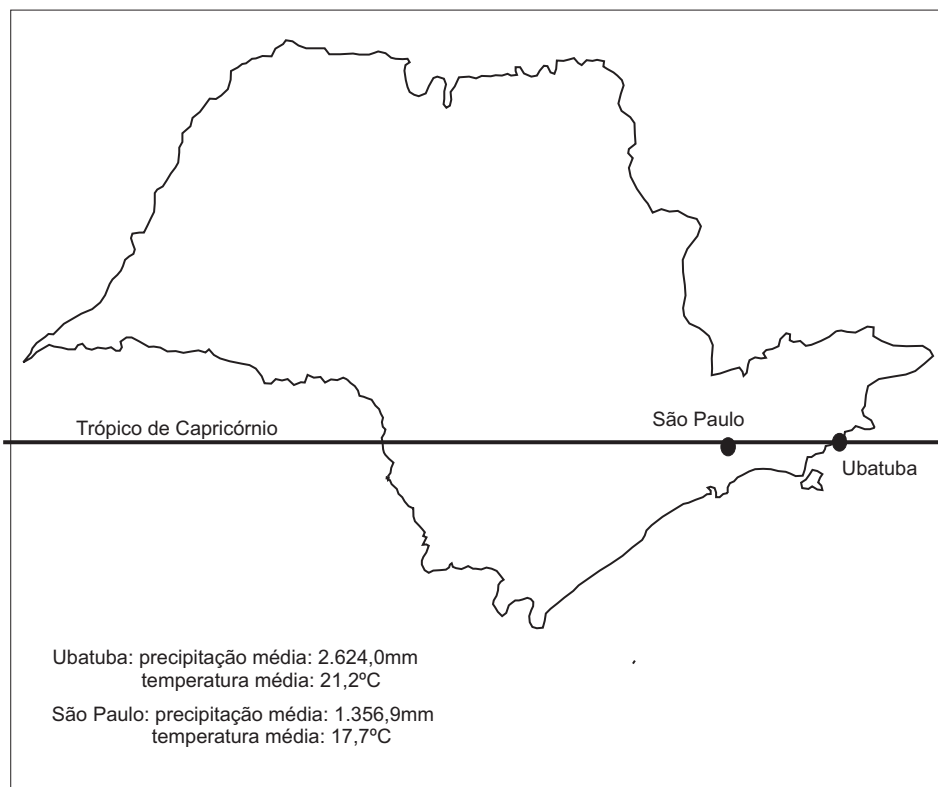 São Paulo
Trópico de Capricórnio
Ubatuba
Ubatuba: precipitação média: 2.624,0mm
temperatura média: 21,2ºC
São Paulo: precipitação média: 1.356,9mm
temperatura média: 17,7ºC